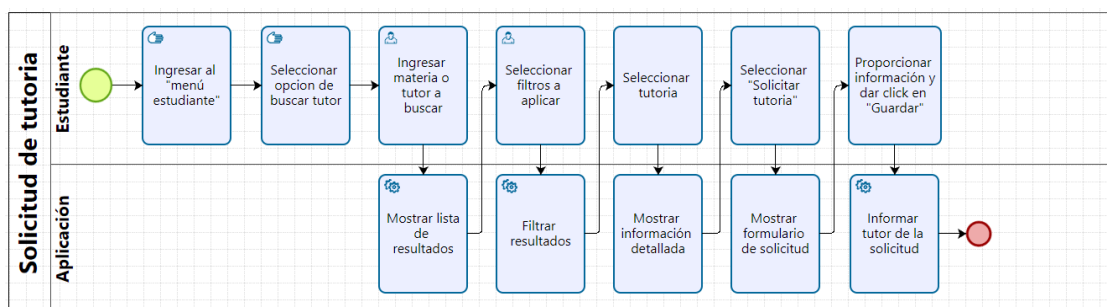 Solicitud de tutoria
Estudiante
Ingresar al
"menú
estudiante"
Seleccionar
opcion de
buscar tutor
Ingresar
materia o
tutor a
buscar
Seleccionar
filtros a
aplicar
Seleccionar
tutoria
Seleccionar
"Solicitar
tutoria"
Proporcionar
información y
dar click en
"Guardar"
Aplicación
Mostrar lista
de
resultados
Filtrar
resultados
Mostrar
información
detallada
Mostrar
formulario
de solicitud
Informar
tutor de la
solicitud